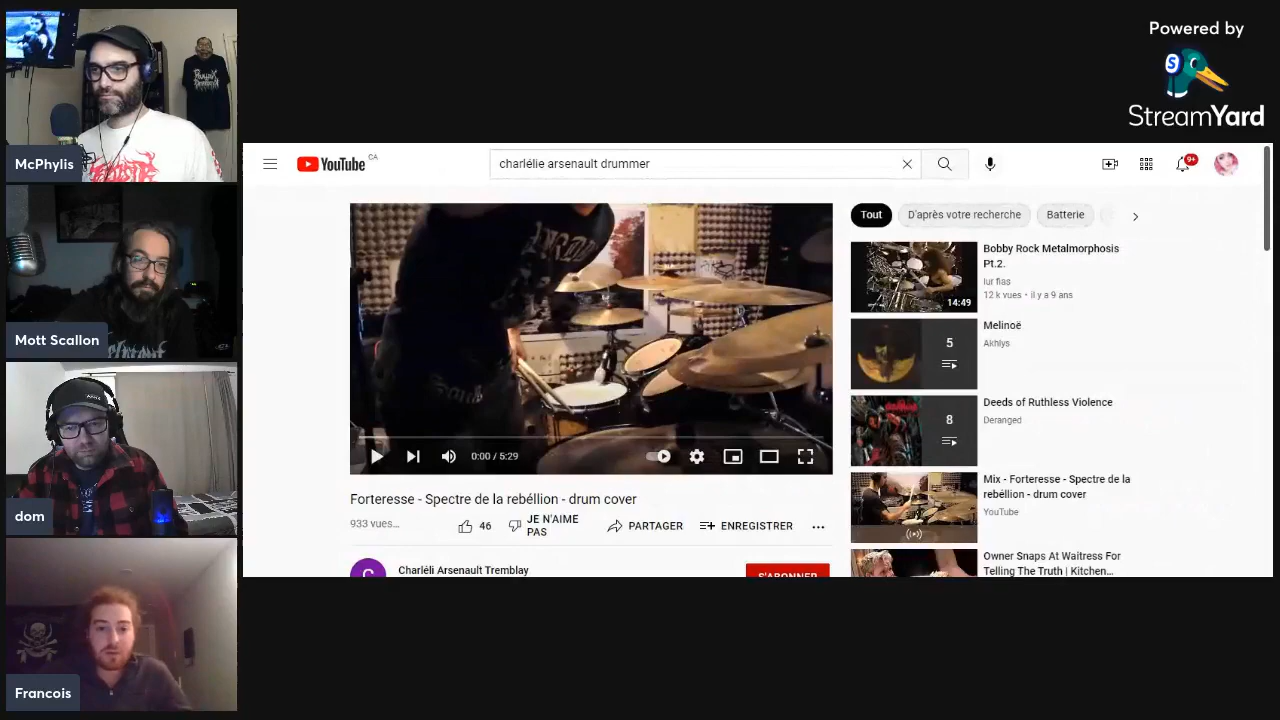 McPhylis
Mott Scallon
dom
Francois
Powered by
S
StreamYard
YouTube CA
charlélie arsenault drummer
9+
0:00 / 5:29
Forteresse - Spectre de la rebéllion - drum cover
933 vues...
46
JE N'AIME
PAS
PARTAGER
ENREGISTRER
C
Charléli Arsenault Tremblay
S'ABONNER
Tout
D'après votre recherche
Batterie
14:49
Bobby Rock Metalmorphosis
Pt.2.
12 k vues • il y a 9 ans
5
Melinoë
Akhlys
8
Deeds of Ruthless Violence
Deranged
Mix - Forteresse - Spectre de la
rebéllion - drum cover
YouTube
Owner Snaps At Waitress For
Telling The Truth | Kitchen...